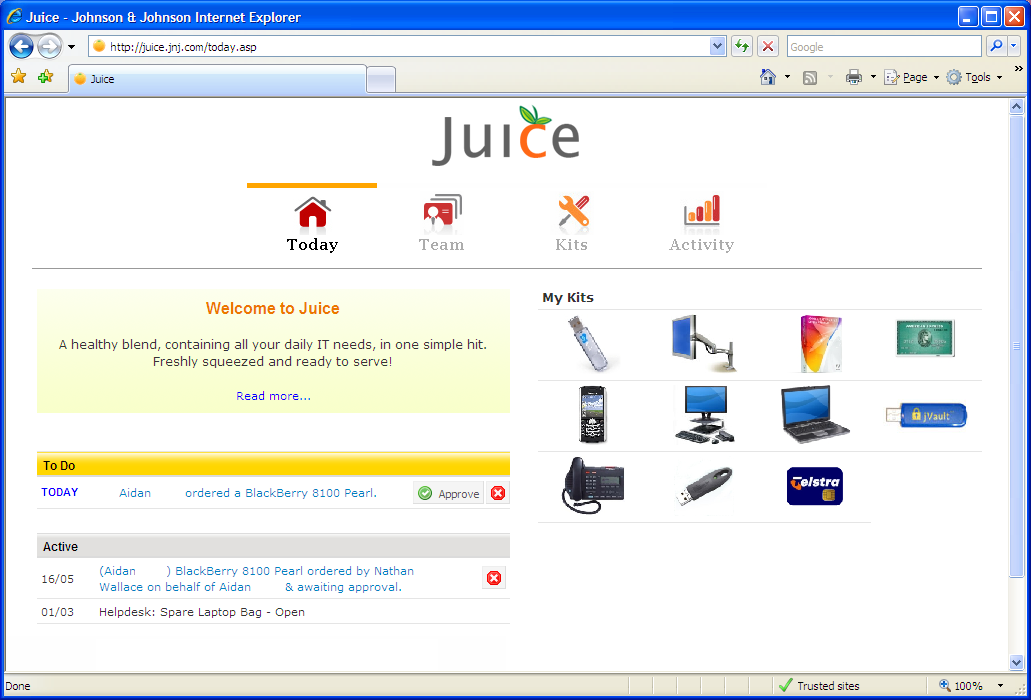 Juice - Johnson & Johnson Internet Explorer
http://juice.jnj.com/today.asp
Google
Juice
Page
Tools
Juice
Today
Team
Kits
Activity
Welcome to Juice
A healthy blend, containing all your daily IT needs, in one simple hit.
Freshly squeezed and ready to serve!
Read more...
My Kits
AMERICAN EXPRESS
jVault
Telstra
To Do
TODAY Aidan ordered a BlackBerry 8100 Pearl. Approve
Active
16/05 (Aidan ) BlackBerry 8100 Pearl ordered by Nathan
Wallace on behalf of Aidan & awaiting approval.
01/03 Helpdesk: Spare Laptop Bag - Open
Done
Trusted sites
100%